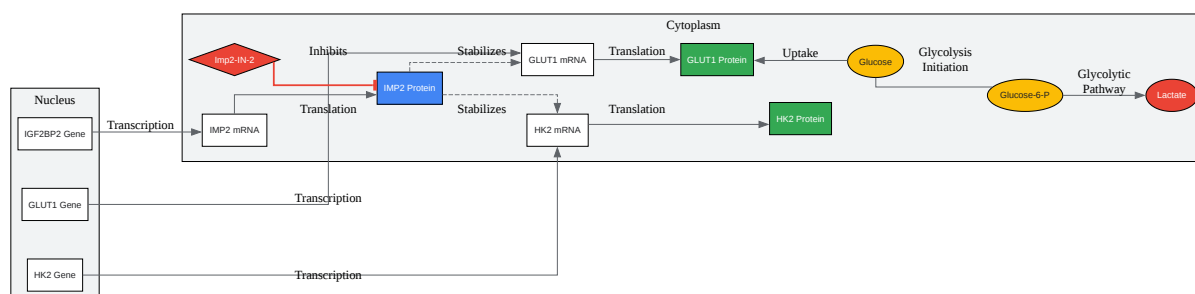 Cytoplasm
Imp2-IN-2
Inhibits
Stabilizes
GLUT1 mRNA
Translation
GLUT1 Protein
Uptake
Glucose
Glycolysis
Initiation
Nucleus
IMP2 Protein
Translation
Stabilizes
Translation
Glucose-6-P
Glycolytic
Pathway
Lactate
IGF2BP2 Gene
Transcription
IMP2 mRNA
HK2 mRNA
HK2 Protein
GLUT1 Gene
Transcription
HK2 Gene
Transcription